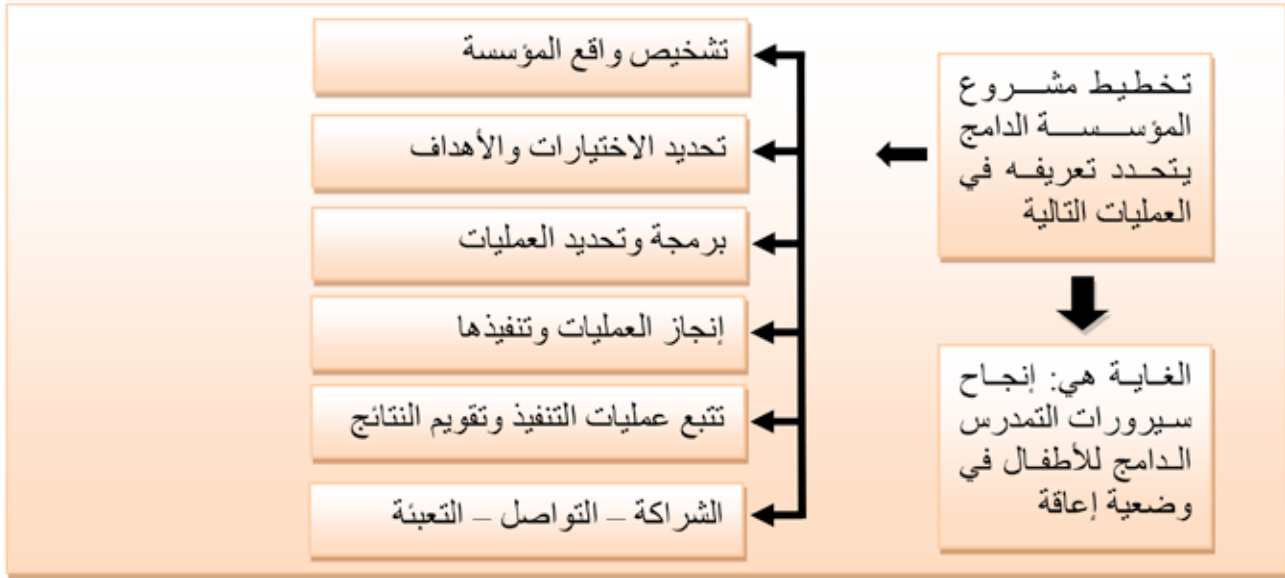 تخطيط مشروع
المؤسسة الدامج
يتحدد تعريفه في
العمليات التالية
تشخيص واقع المؤسسة
تحديد الاختيارات والأهداف
برمجة وتحديد العمليات
إنجاز العمليات وتنفيذها
تتبع عمليات التنفيذ وتقويم النتائج
الشراكة – التواصل – التعبئة
الغاية هي: إنجاح
سيرورات التمدرس
الدامج للأطفال في
وضعية إعاقة